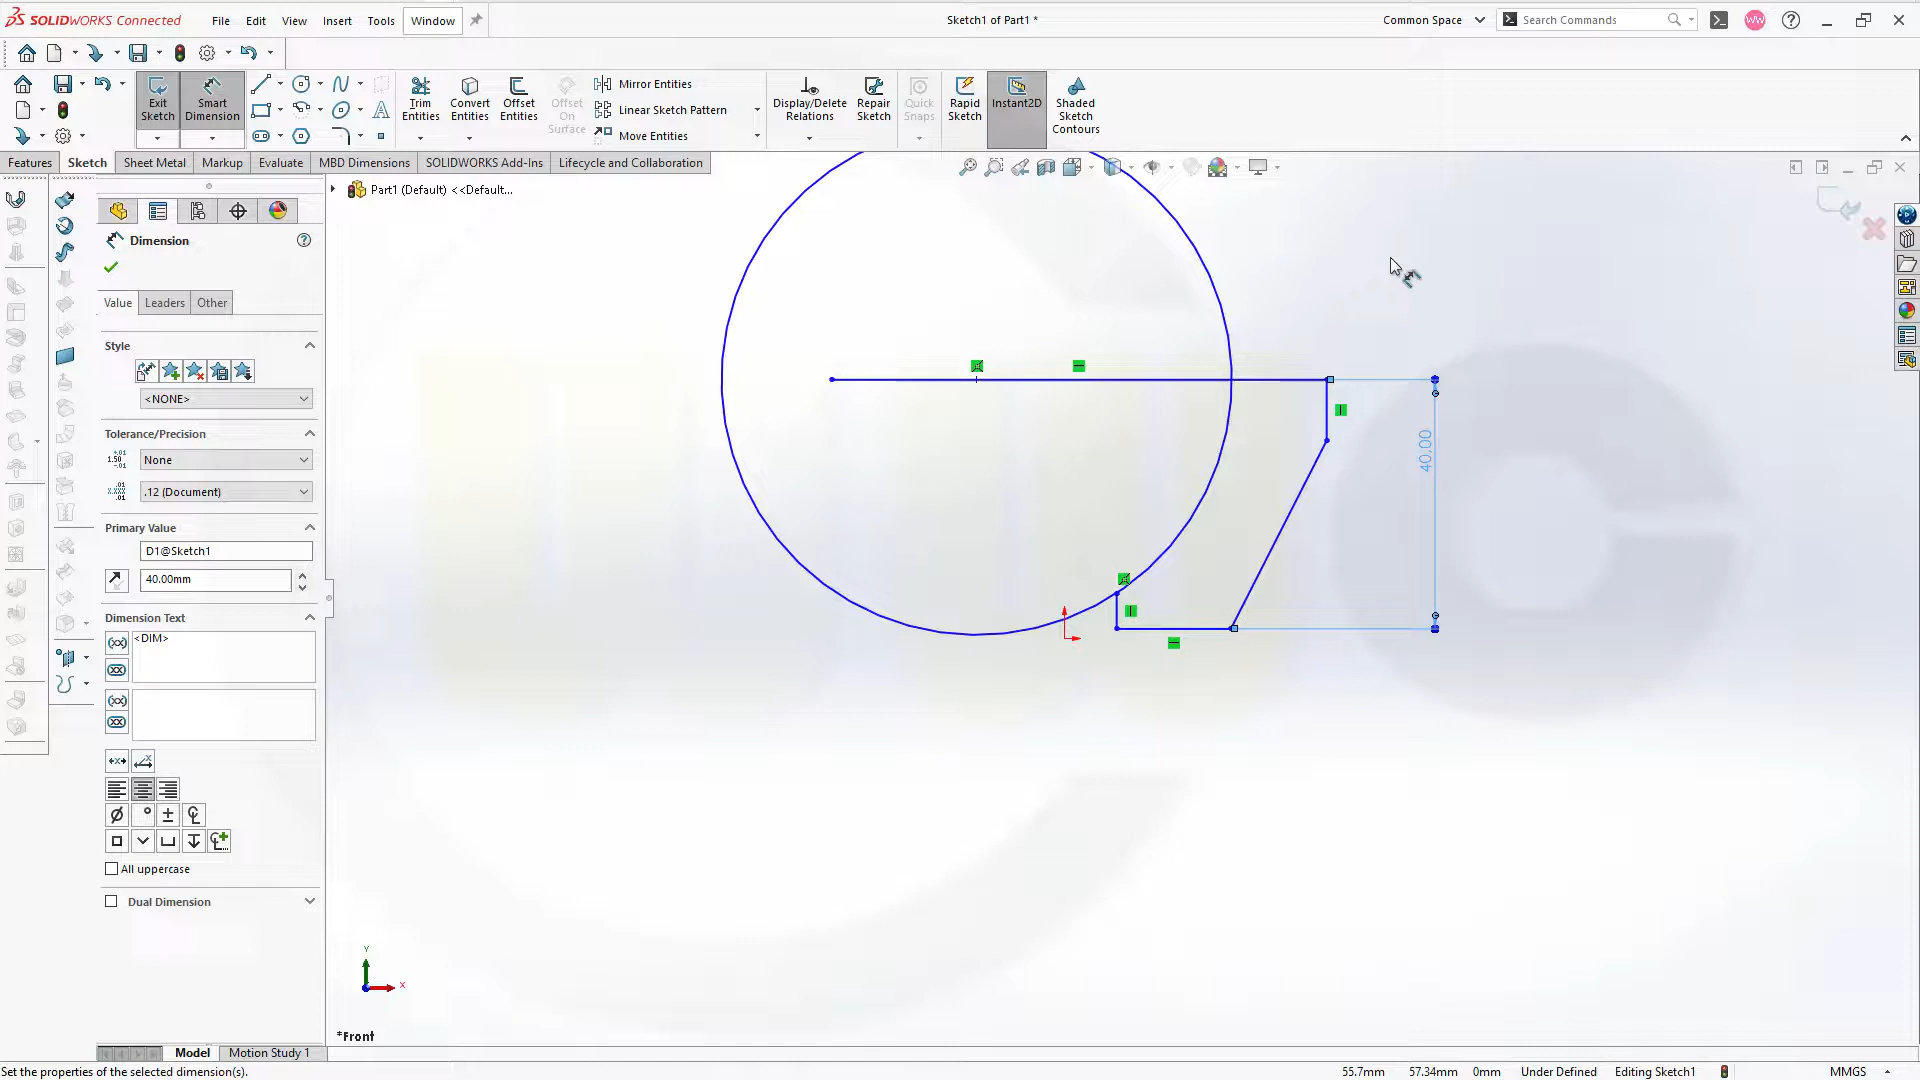 SOLIDWORKS Connected File Edit View Insert Tools Window Sketch1 of Part1 * Common Space Search Commands WW
Exit Sketch Smart Dimension Trim Entities Convert Entities Offset Entities Offset On Surface Mirror Entities Linear Sketch Pattern Move Entities Display/Delete Relations Repair Sketch Quick Snaps Rapid Sketch Instant2D Shaded Sketch Contours
Features Sketch Sheet Metal Markup Evaluate MBD Dimensions SOLIDWORKS Add-Ins Lifecycle and Collaboration
Part1 (Default) <<Default...
Dimension
Value Leaders Other
Style
<NONE>
Tolerance/Precision
None
.12 (Document)
Primary Value
D1@Sketch1
40.00mm
Dimension Text
<DIM>
All uppercase
Dual Dimension
40.00
Y
X
*Front
Model Motion Study 1
Set the properties of the selected dimension(s). 55.7mm 57.34mm 0mm Under Defined Editing Sketch1 MMGS